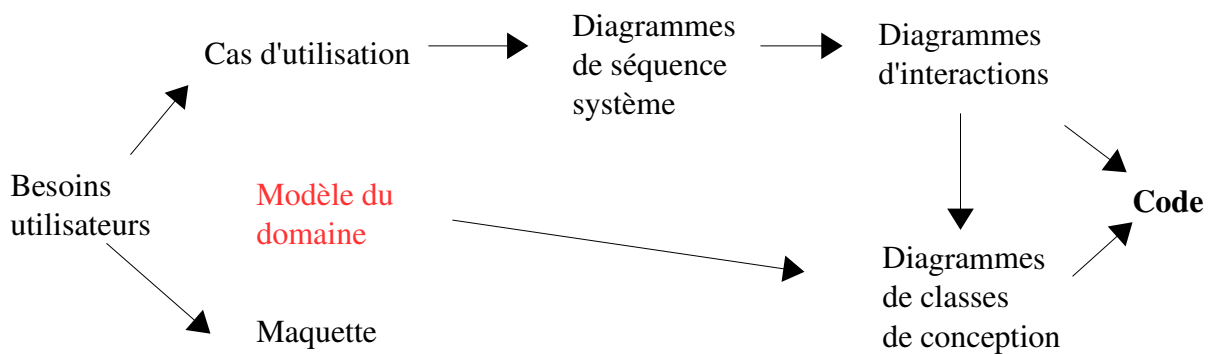 Cas d'utilisation
Diagrammes
de séquence
système
Diagrammes
d'interactions
Besoins
utilisateurs
Modèle du
domaine
Code
Diagrammes
de classes
de conception
Maquette